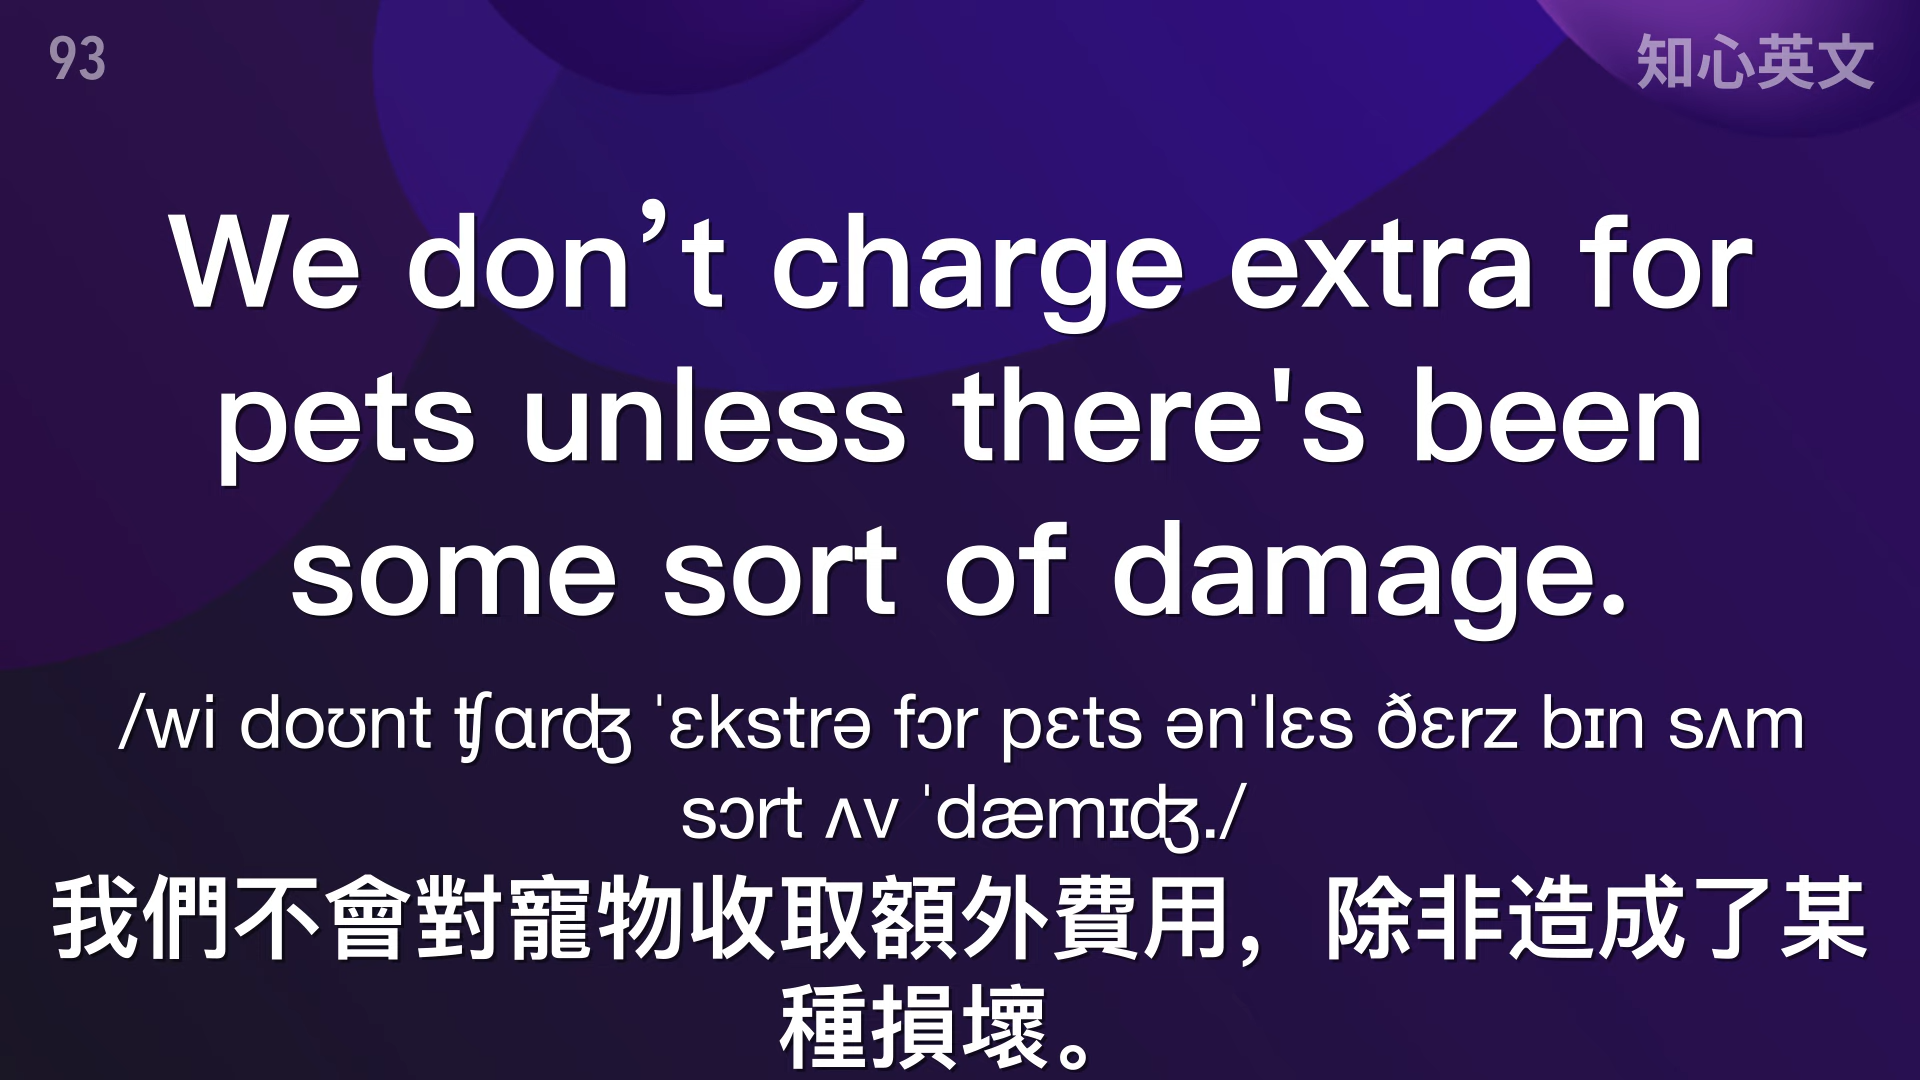 93
知心英文
We don’t charge extra for
pets unless there's been
some sort of damage.
/wi doʊnt ʧɑrʤ ˈɛkstrə fɔr pɛts ənˈlɛs ðɛrz bɪn sʌm
sɔrt ʌv ˈdæmɪʤ./
我們不會對寵物收取額外費用，除非造成了某
種損壞。